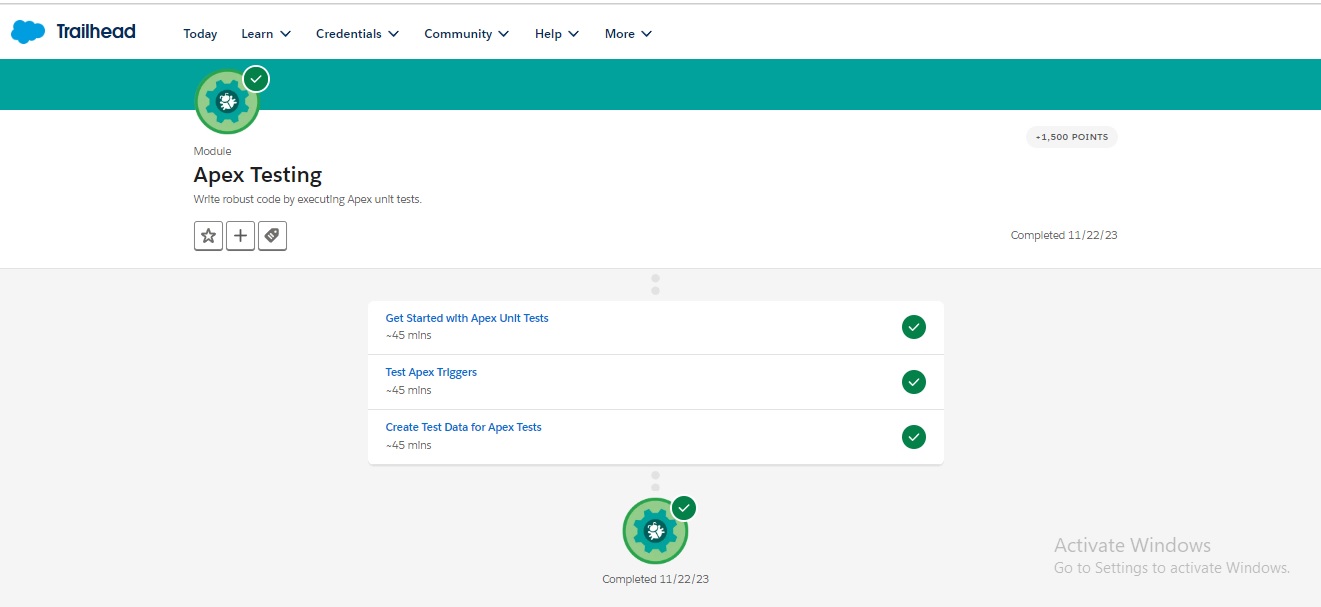 Trailhead
Today Learn Credentials Community Help More
+1,500 POINTS
Module
Apex Testing
Write robust code by executing Apex unit tests.
Completed 11/22/23
Get Started with Apex Unit Tests
~45 mins
Test Apex Triggers
~45 mins
Create Test Data for Apex Tests
~45 mins
Completed 11/22/23
Activate Windows
Go to Settings to activate Windows.